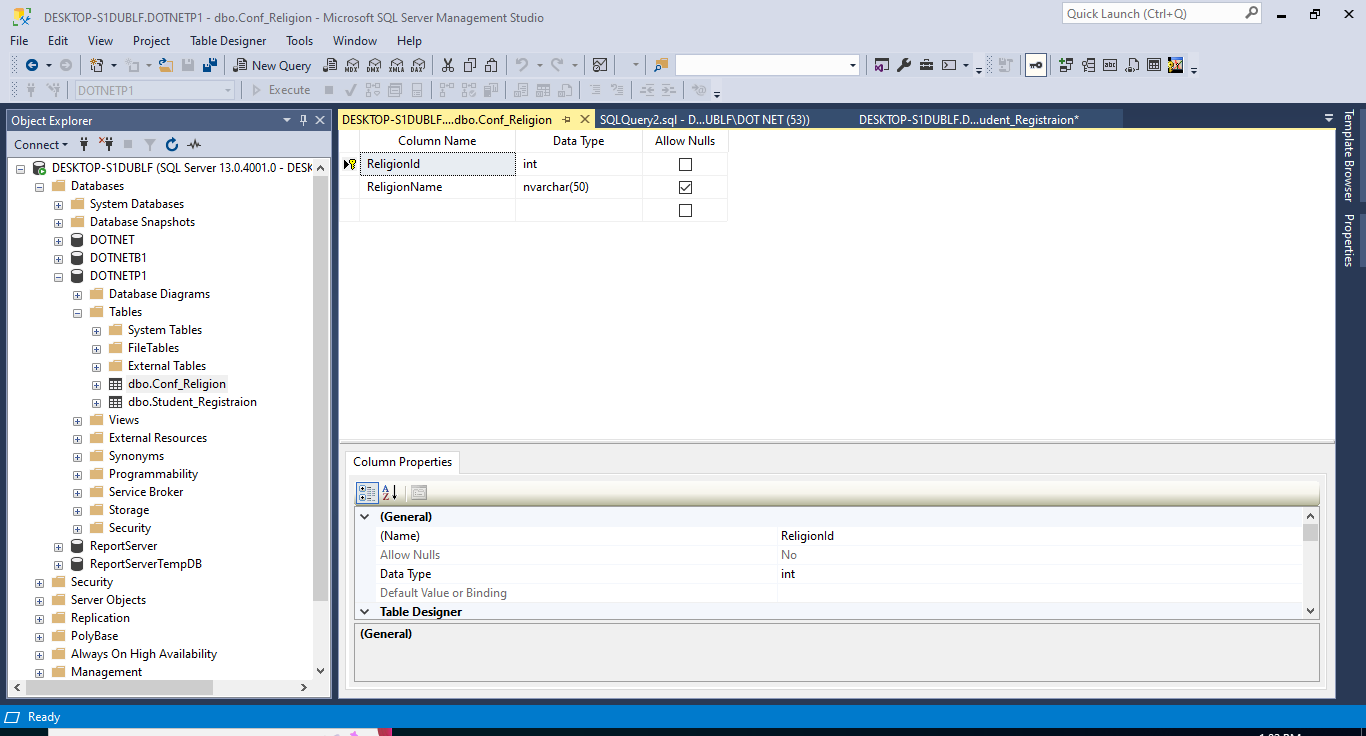 DESKTOP-S1DUBLF.DOTNETP1 - dbo.Conf_Religion - Microsoft SQL Server Management Studio
Quick Launch (Ctrl+Q)
File Edit View Project Table Designer Tools Window Help
New Query MDX DMX XMLA DAX
DOTNETP1 Execute
Object Explorer
Connect
DESKTOP-S1DUBLF (SQL Server 13.0.4001.0 - DESK
Databases
System Databases
Database Snapshots
DOTNET
DOTNETB1
DOTNETP1
Database Diagrams
Tables
System Tables
FileTables
External Tables
dbo.Conf_Religion
dbo.Student_Registraion
Views
External Resources
Synonyms
Programmability
Service Broker
Storage
Security
ReportServer
ReportServerTempDB
Security
Server Objects
Replication
PolyBase
Always On High Availability
Management
DESKTOP-S1DUBLF....dbo.Conf_Religion
SQLQuery2.sql - D...UBLF\DOT NET (53))
DESKTOP-S1DUBLF.D...udent_Registraion*
Column Name Data Type Allow Nulls
ReligionId int
ReligionName nvarchar(50)
Column Properties
(General)
(Name) ReligionId
Allow Nulls No
Data Type int
Default Value or Binding
Table Designer
(General)
Template Browser
Properties
Ready